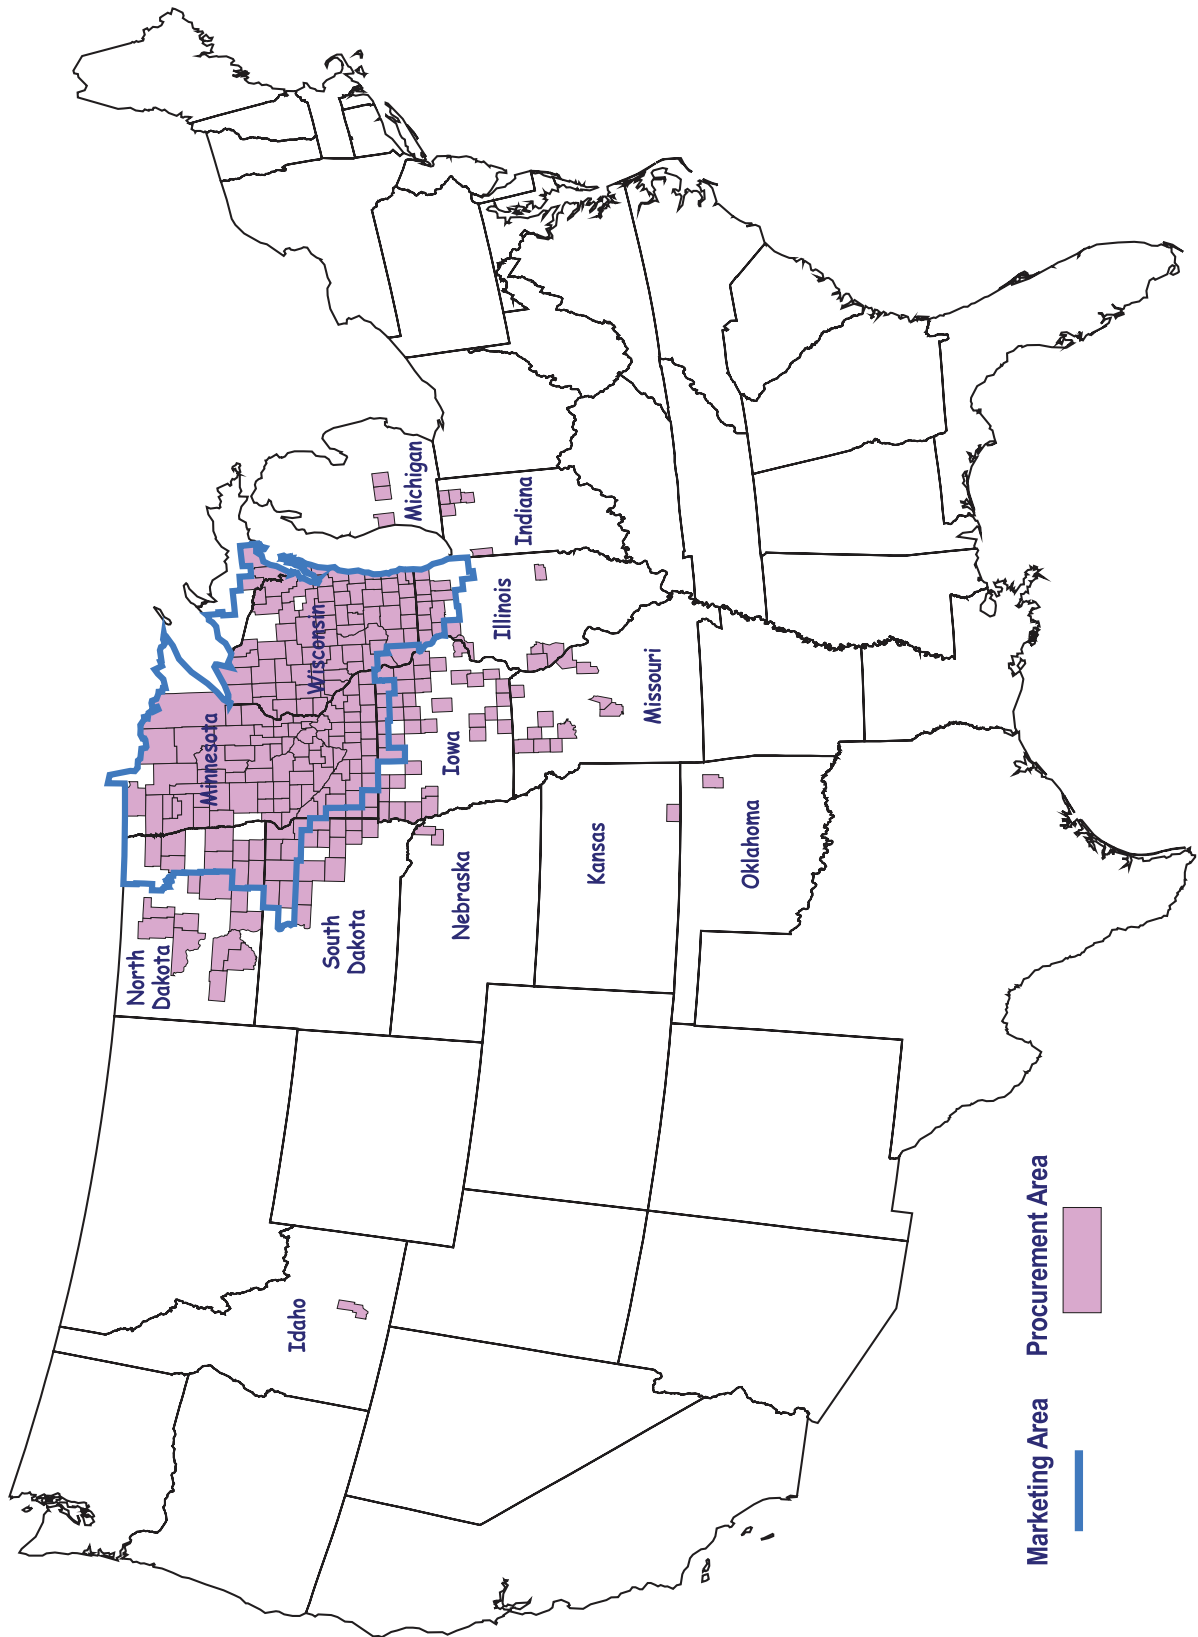 North
Dakota
Minnesota
Wisconsin
Michigan
South
Dakota
Idaho
Iowa
Illinois
Indiana
Nebraska
Kansas
Missouri
Oklahoma
Marketing Area
Procurement Area